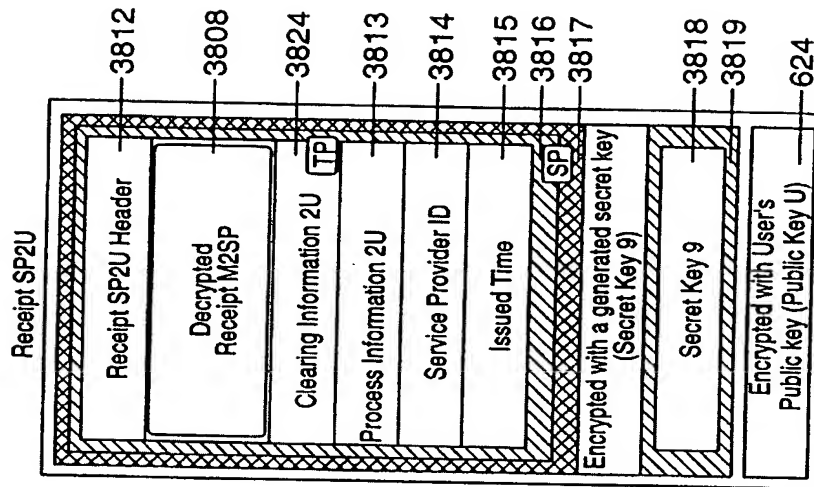 Receipt SP2U
Receipt SP2U Header
3812
Decrypted
Receipt M2SP
3808
Clearing Information 2U
3824
TP
Process Information 2U
3813
Service Provider ID
3814
Issued Time
3815
3816
SP
3817
Encrypted with a generated secret key
(Secret Key 9)
Secret Key 9
3818
3819
Encrypted with User's
Public key (Public Key U)
624